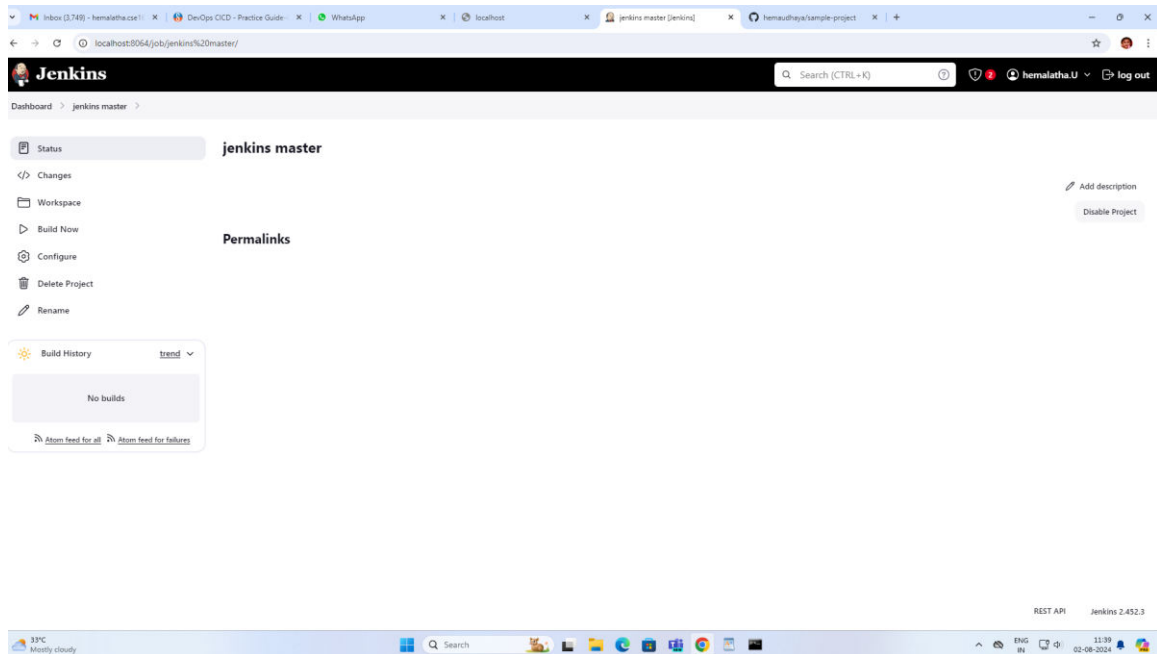 Inbox (3,749) - hemalatha.cse1
DevOps CICD - Practice Guide
WhatsApp
localhost
jenkins master [Jenkins]
hemaudhaya/sample-project
localhost:8064/job/jenkins%20master/
Jenkins
Search (CTRL+K)
2
hemalatha.U
log out
Dashboard > jenkins master >
Status
Changes
Workspace
Build Now
Configure
Delete Project
Rename
jenkins master
Add description
Disable Project
Permalinks
Build History
trend
No builds
Atom feed for all
Atom feed for failures
REST API
Jenkins 2.452.3
33°C
Mostly cloudy
Search
ENG
IN
11:39
02-08-2024